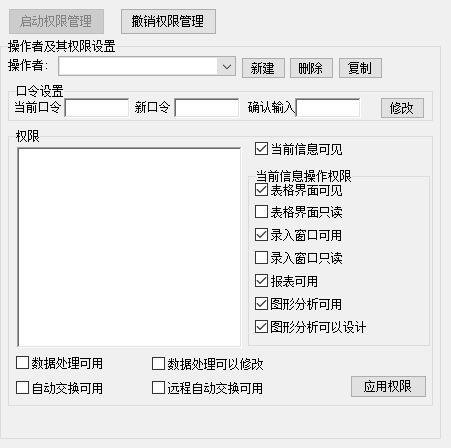 启动权限管理 撤销权限管理
操作者及其权限设置
操作者: 新建 删除 复制
口令设置
当前口令 新口令 确认输入 修改
权限
当前信息可见
当前信息操作权限
表格界面可见
表格界面只读
录入窗口可用
录入窗口只读
报表可用
图形分析可用
图形分析可以设计
数据处理可用 数据处理可以修改
自动交换可用 远程自动交换可用
应用权限